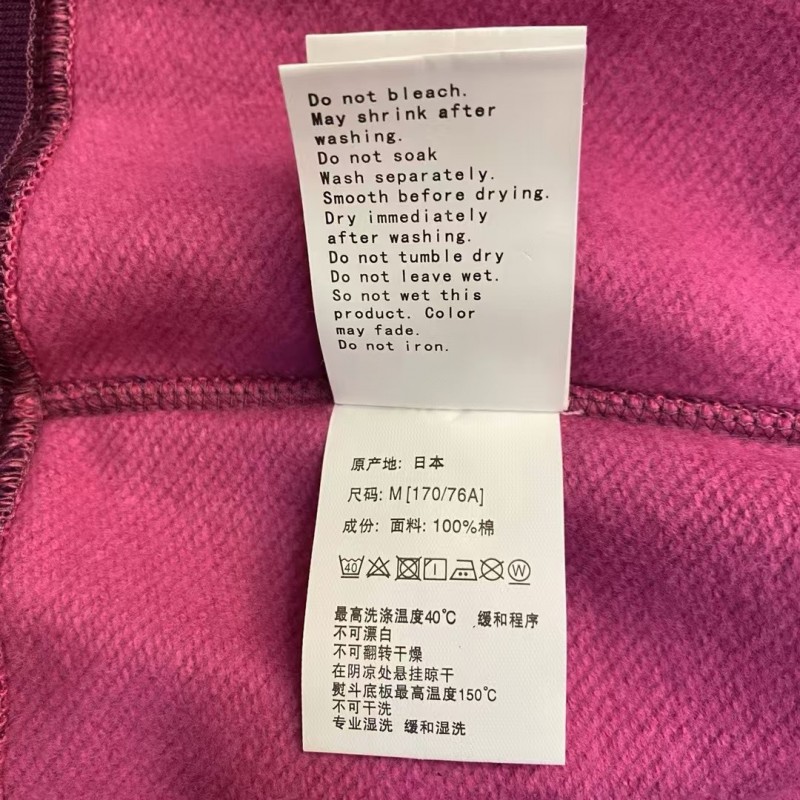 Do not bleach.
May shrink after
washing.
Do not soak
Wash separately.
Smooth before drying.
Dry immediately
after washing.
Do not tumble dry
Do not leave wet.
So not wet this
product. Color
may fade.
Do not iron.
原产地: 日本
尺码: M [170/76A]
成份: 面料: 100%棉
40 W
最高洗涤温度40℃ 缓和程序
不可漂白
不可翻转干燥
在阴凉处悬挂晾干
熨斗底板最高温度150℃
不可干洗
专业湿洗 缓和湿洗